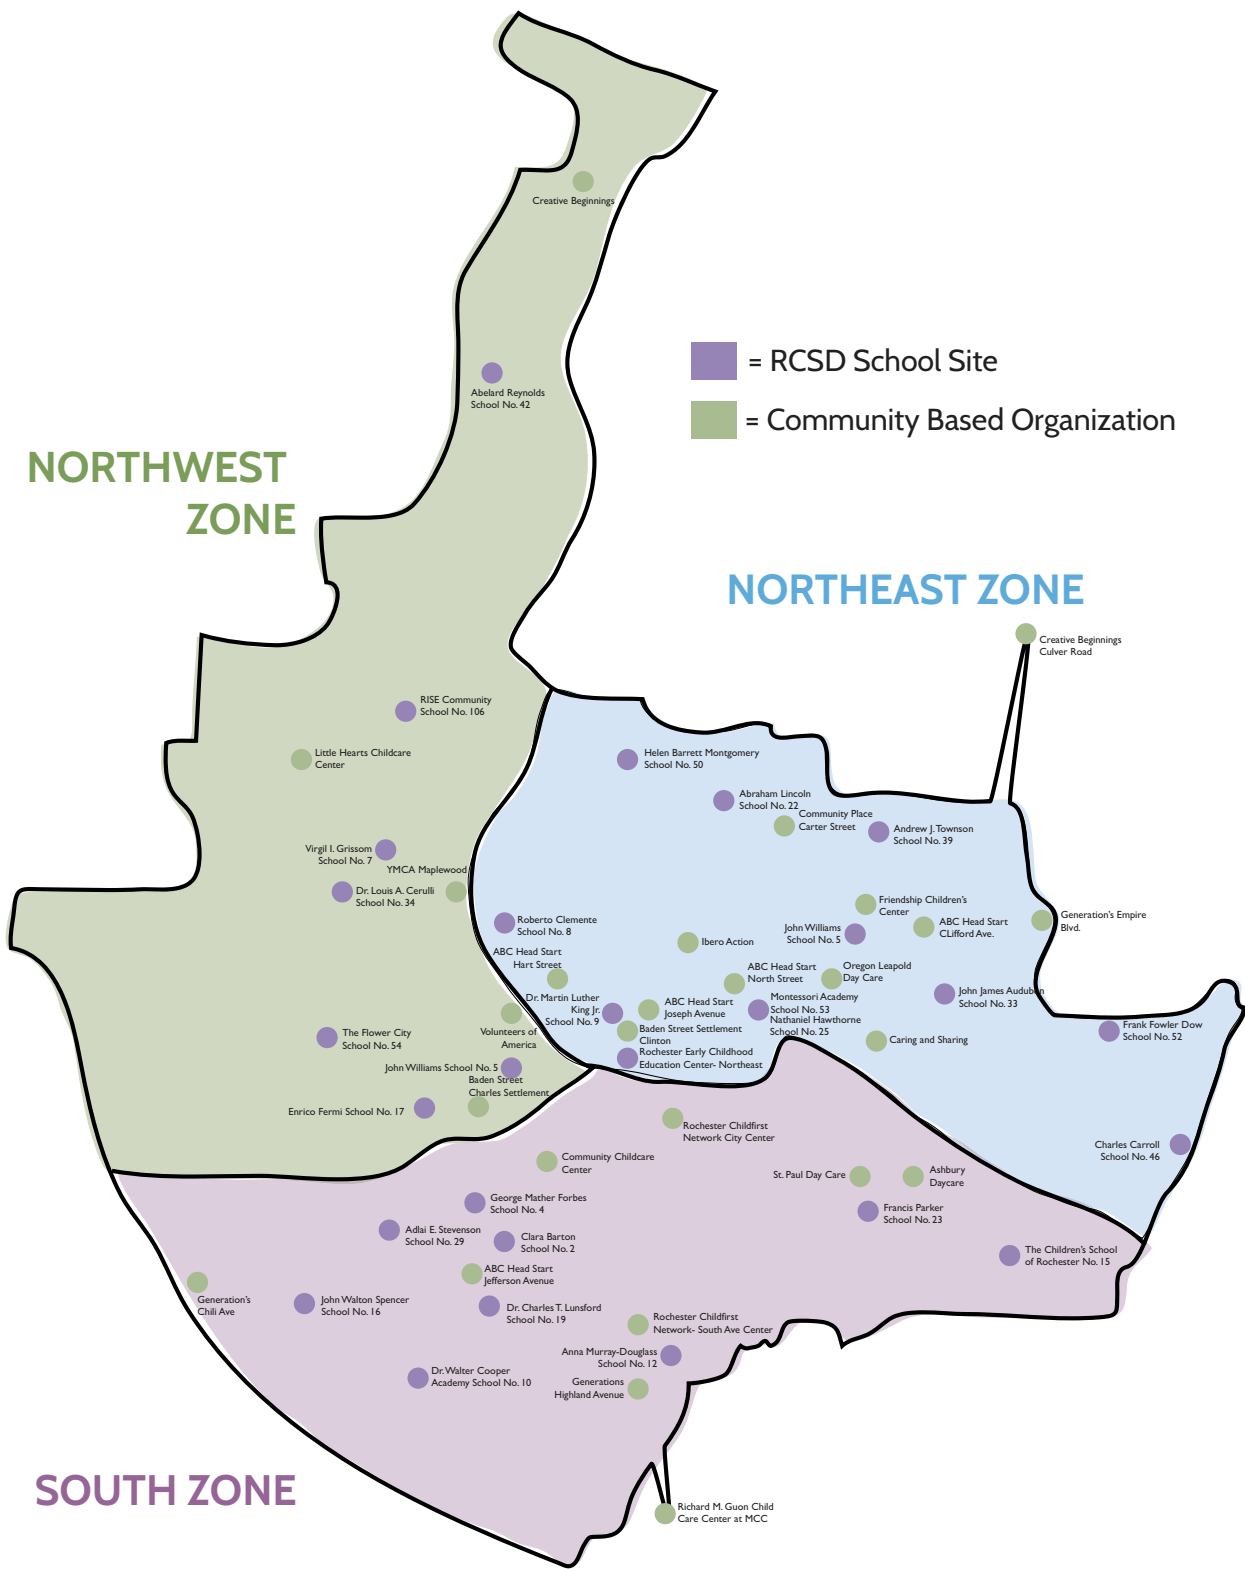 Creative Beginnings
= RCSD School Site
Abelard Reynolds
School No. 42
= Community Based Organization
NORTHWEST
ZONE
NORTHEAST ZONE
Creative Beginnings
Culver Road
RISE Community
School No. 106
Little Hearts Childcare
Center
Helen Barrett Montgomery
School No. 50
Abraham Lincoln
School No. 22
Community Place
Carter Street
Andrew J. Townson
School No. 39
Virgil I. Grissom
School No. 7
YMCA Maplewood
Dr. Louis A. Cerulli
School No. 34
Friendship Children's
Center
Generation's Empire
Blvd.
Roberto Clemente
School No. 8
John Williams
School No. 5
ABC Head Start
CLifford Ave.
Ibero Action
ABC Head Start
Hart Street
ABC Head Start
North Street
Oregon Leapold
Day Care
Dr. Martin Luther
King Jr.
School No. 9
ABC Head Start
Joseph Avenue
Montessori Academy
School No. 53
Nathaniel Hawthorne
School No. 25
John James Audubon
School No. 33
Volunteers of
America
Baden Street Settlement
Clinton
Frank Fowler Dow
School No. 52
The Flower City
School No. 54
Caring and Sharing
Rochester Early Childhood
Education Center- Northeast
John Williams School No. 5
Baden Street
Charles Settlement
Enrico Fermi School No. 17
Rochester Childfirst
Network City Center
Charles Carroll
School No. 46
Community Childcare
Center
St. Paul Day Care
Ashbury
Daycare
George Mather Forbes
School No. 4
Francis Parker
School No. 23
Adlai E. Stevenson
School No. 29
Clara Barton
School No. 2
The Children's School
of Rochester No. 15
ABC Head Start
Jefferson Avenue
Generation's
Chili Ave
John Walton Spencer
School No. 16
Dr. Charles T. Lunsford
School No. 19
Rochester Childfirst
Network- South Ave Center
Anna Murray-Douglass
School No. 12
Dr. Walter Cooper
Academy School No. 10
Generations
Highland Avenue
SOUTH ZONE
Richard M. Guon Child
Care Center at MCC